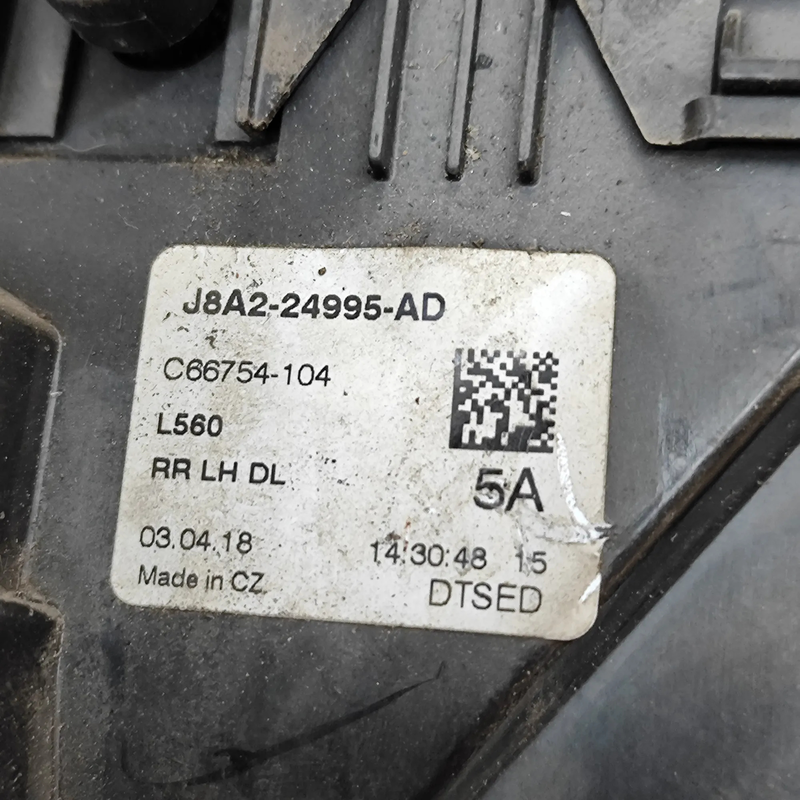 J8A2-24995-AD
C66754-104
L560
RR LH DL
5A
03.04.18 14:30:48 15
Made in CZ
DTSED